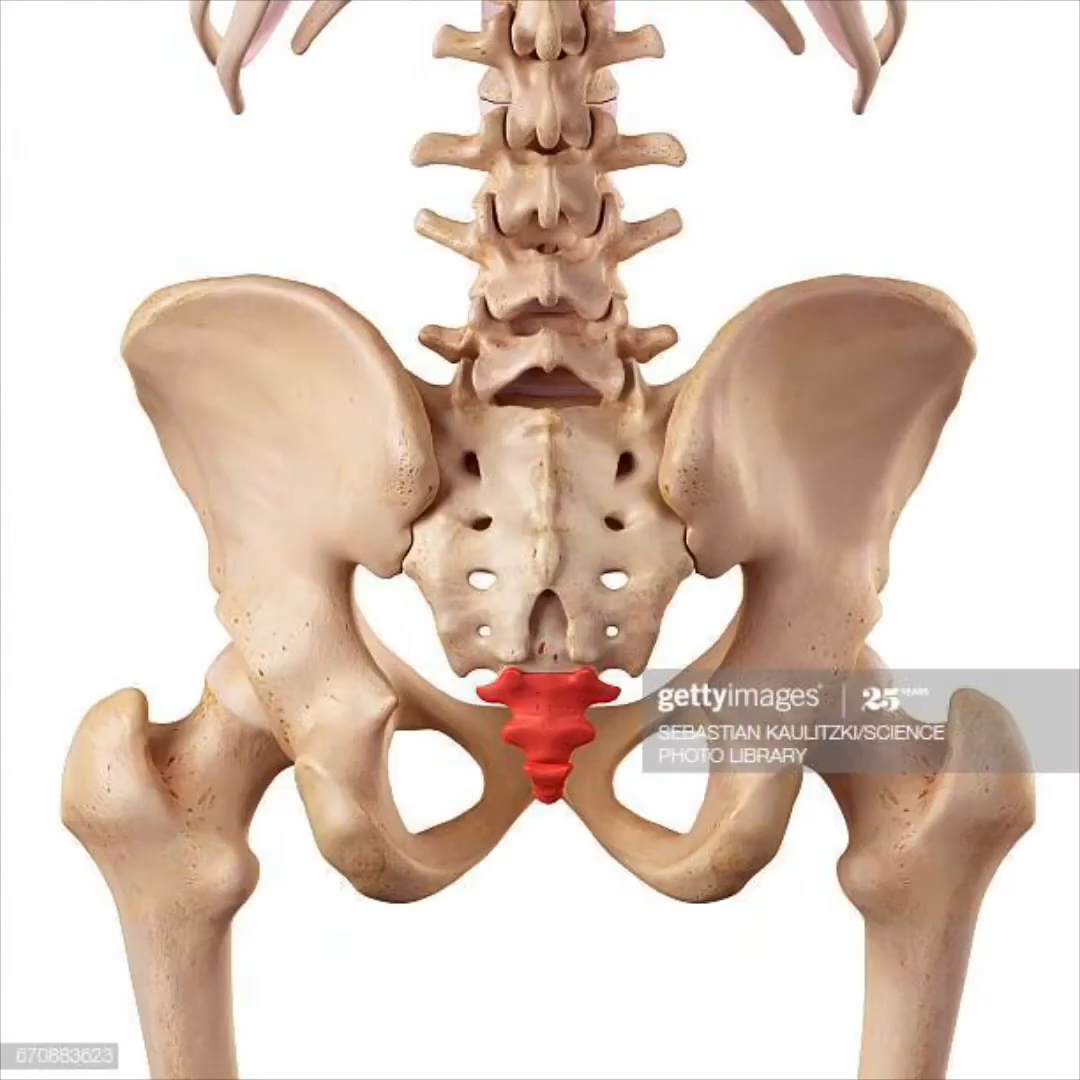 gettyimages® | 25 YEARS
SEBASTIAN KAULITZKI/SCIENCE
PHOTO LIBRARY
670883623